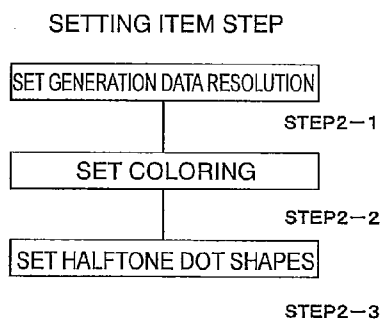 SETTING ITEM STEP
SET GENERATION DATA RESOLUTION
STEP2-1
SET COLORING
STEP2-2
SET HALFTONE DOT SHAPES
STEP2-3